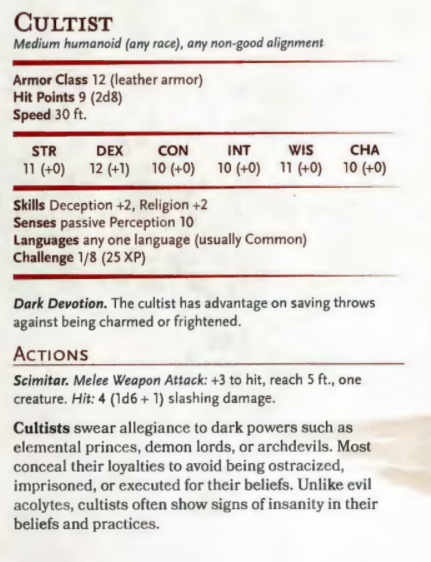 CULTIST
Medium humanoid (any race), any non-good alignment
Armor Class 12 (leather armor)
Hit Points 9 (2d8)
Speed 30 ft.
STR DEX CON INT WIS CHA
11 (+0) 12 (+1) 10 (+0) 10 (+0) 11 (+0) 10 (+0)
Skills Deception +2, Religion +2
Senses passive Perception 10
Languages any one language (usually Common)
Challenge 1/8 (25 XP)
Dark Devotion. The cultist has advantage on saving throws
against being charmed or frightened.
ACTIONS
Scimitar. Melee Weapon Attack: +3 to hit, reach 5 ft., one
creature. Hit: 4 (1d6 + 1) slashing damage.
Cultists swear allegiance to dark powers such as
elemental princes, demon lords, or archdevils. Most
conceal their loyalties to avoid being ostracized,
imprisoned, or executed for their beliefs. Unlike evil
acolytes, cultists often show signs of insanity in their
beliefs and practices.